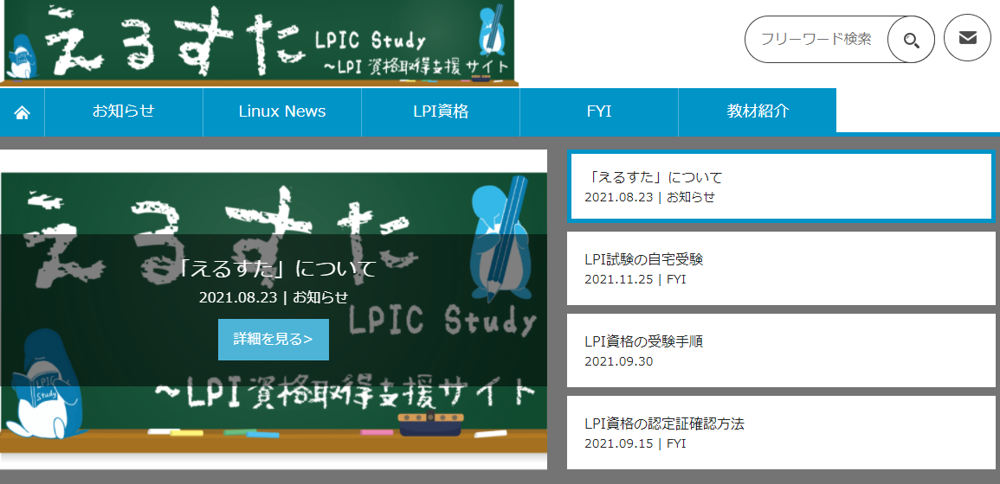 えるすた
LPIC Study
～LPI 資格取得支援サイト
フリーワード検索
お知らせ
Linux News
LPI資格
FYI
教材紹介
えるすた
「えるすた」について
2021.08.23 | お知らせ
詳細を見る>
LPIC Study
LPIC
Study
～LPI資格取得支援サイト
「えるすた」について
2021.08.23 | お知らせ
LPI試験の自宅受験
2021.11.25 | FYI
LPI資格の受験手順
2021.09.30
LPI資格の認定証確認方法
2021.09.15 | FYI